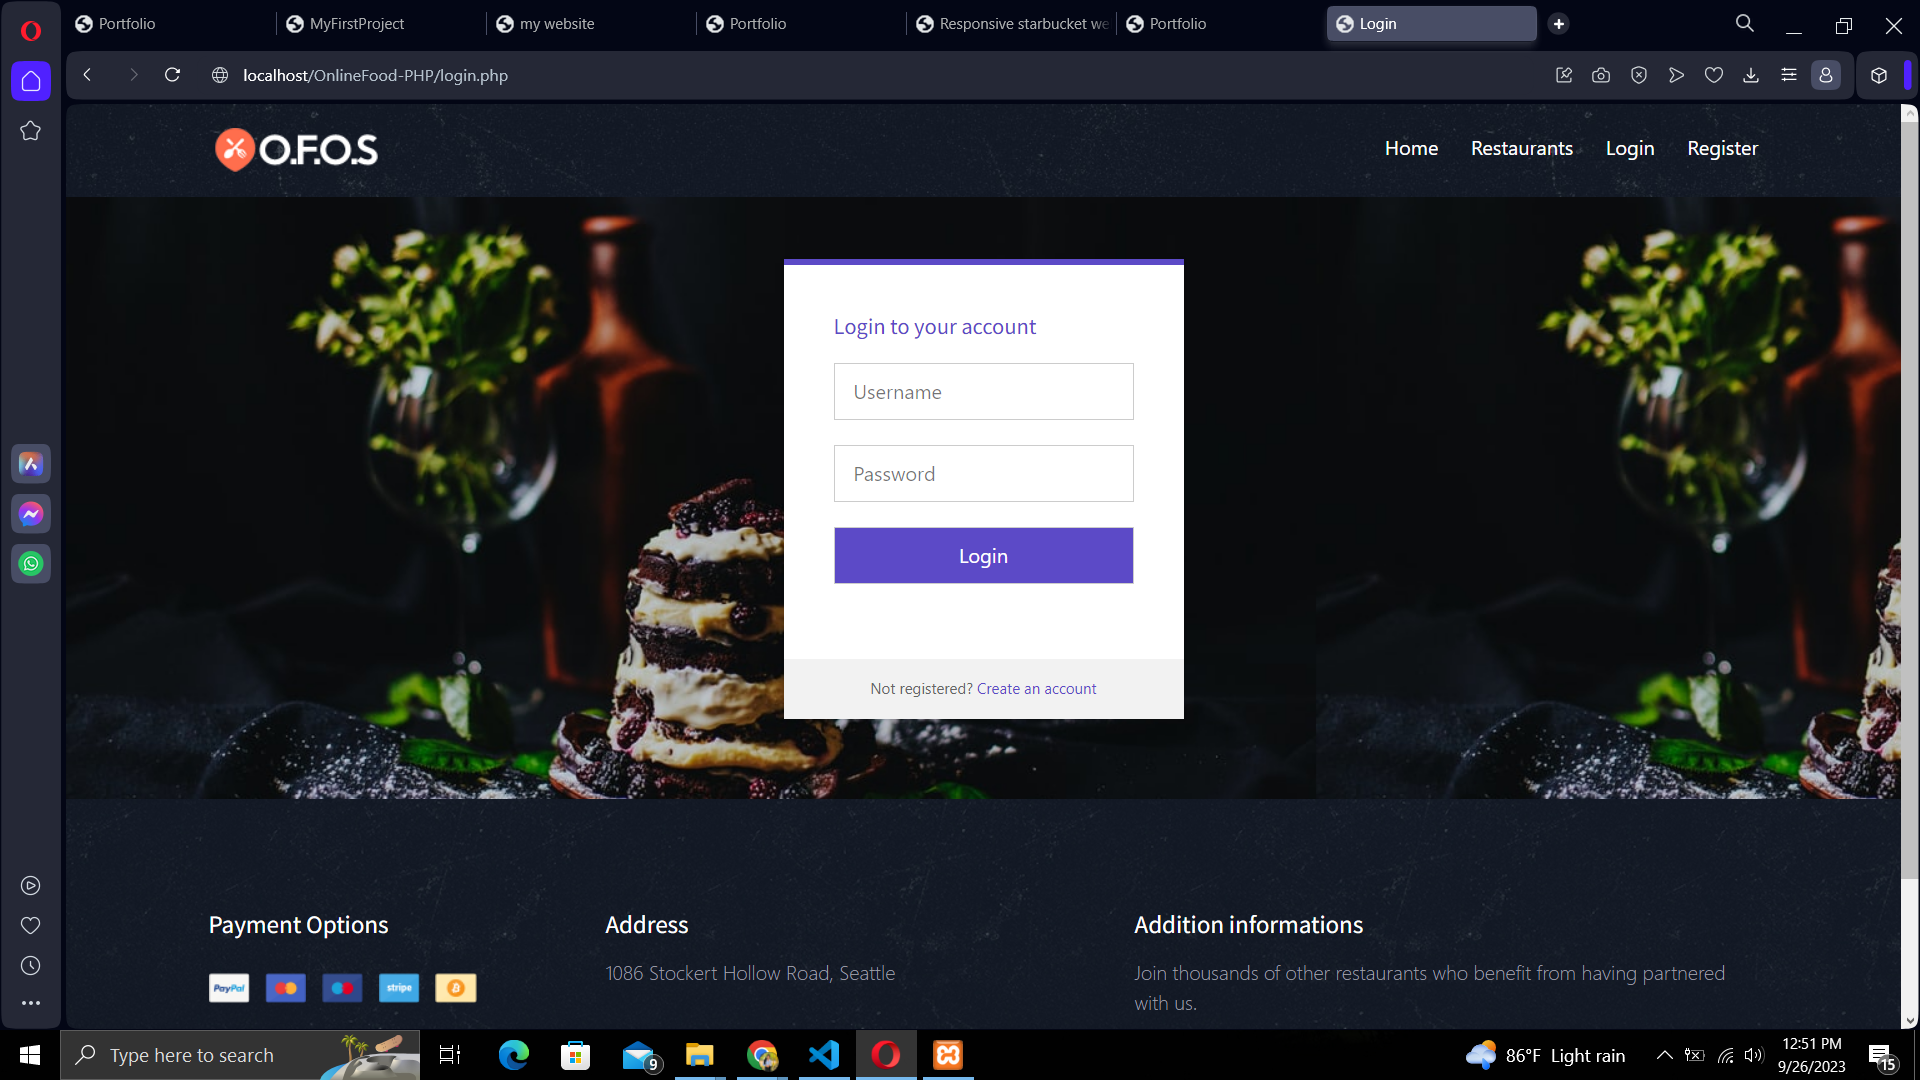 Portfolio
MyFirstProject
my website
Portfolio
Responsive starbucket we
Portfolio
Login
localhost/OnlineFood-PHP/login.php
O.F.O.S
Home
Restaurants
Login
Register
Login to your account
Username
Password
Login
Not registered? Create an account
Payment Options
Address
Addition informations
PayPal
stripe
1086 Stockert Hollow Road, Seattle
Join thousands of other restaurants who benefit from having partnered
with us.
Type here to search
9
86°F Light rain
12:51 PM
9/26/2023
15